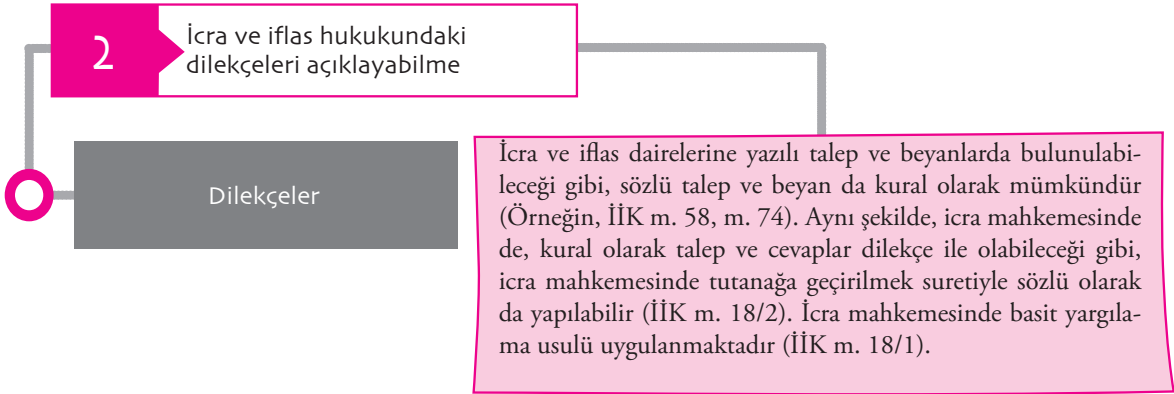 2
İcra ve iflas hukukundaki
dilekçeleri açıklayabilme
Dilekçeler
İcra ve iflas dairelerine yazılı talep ve beyanlarda bulunulabi-
leceği gibi, sözlü talep ve beyan da kural olarak mümkündür
(Örneğin, İİK m. 58, m. 74). Aynı şekilde, icra mahkemesinde
de, kural olarak talep ve cevaplar dilekçe ile olabileceği gibi,
icra mahkemesinde tutanağa geçirilmek suretiyle sözlü olarak
da yapılabilir (İİK m. 18/2). İcra mahkemesinde basit yargıla-
ma usulü uygulanmaktadır (İİK m. 18/1).